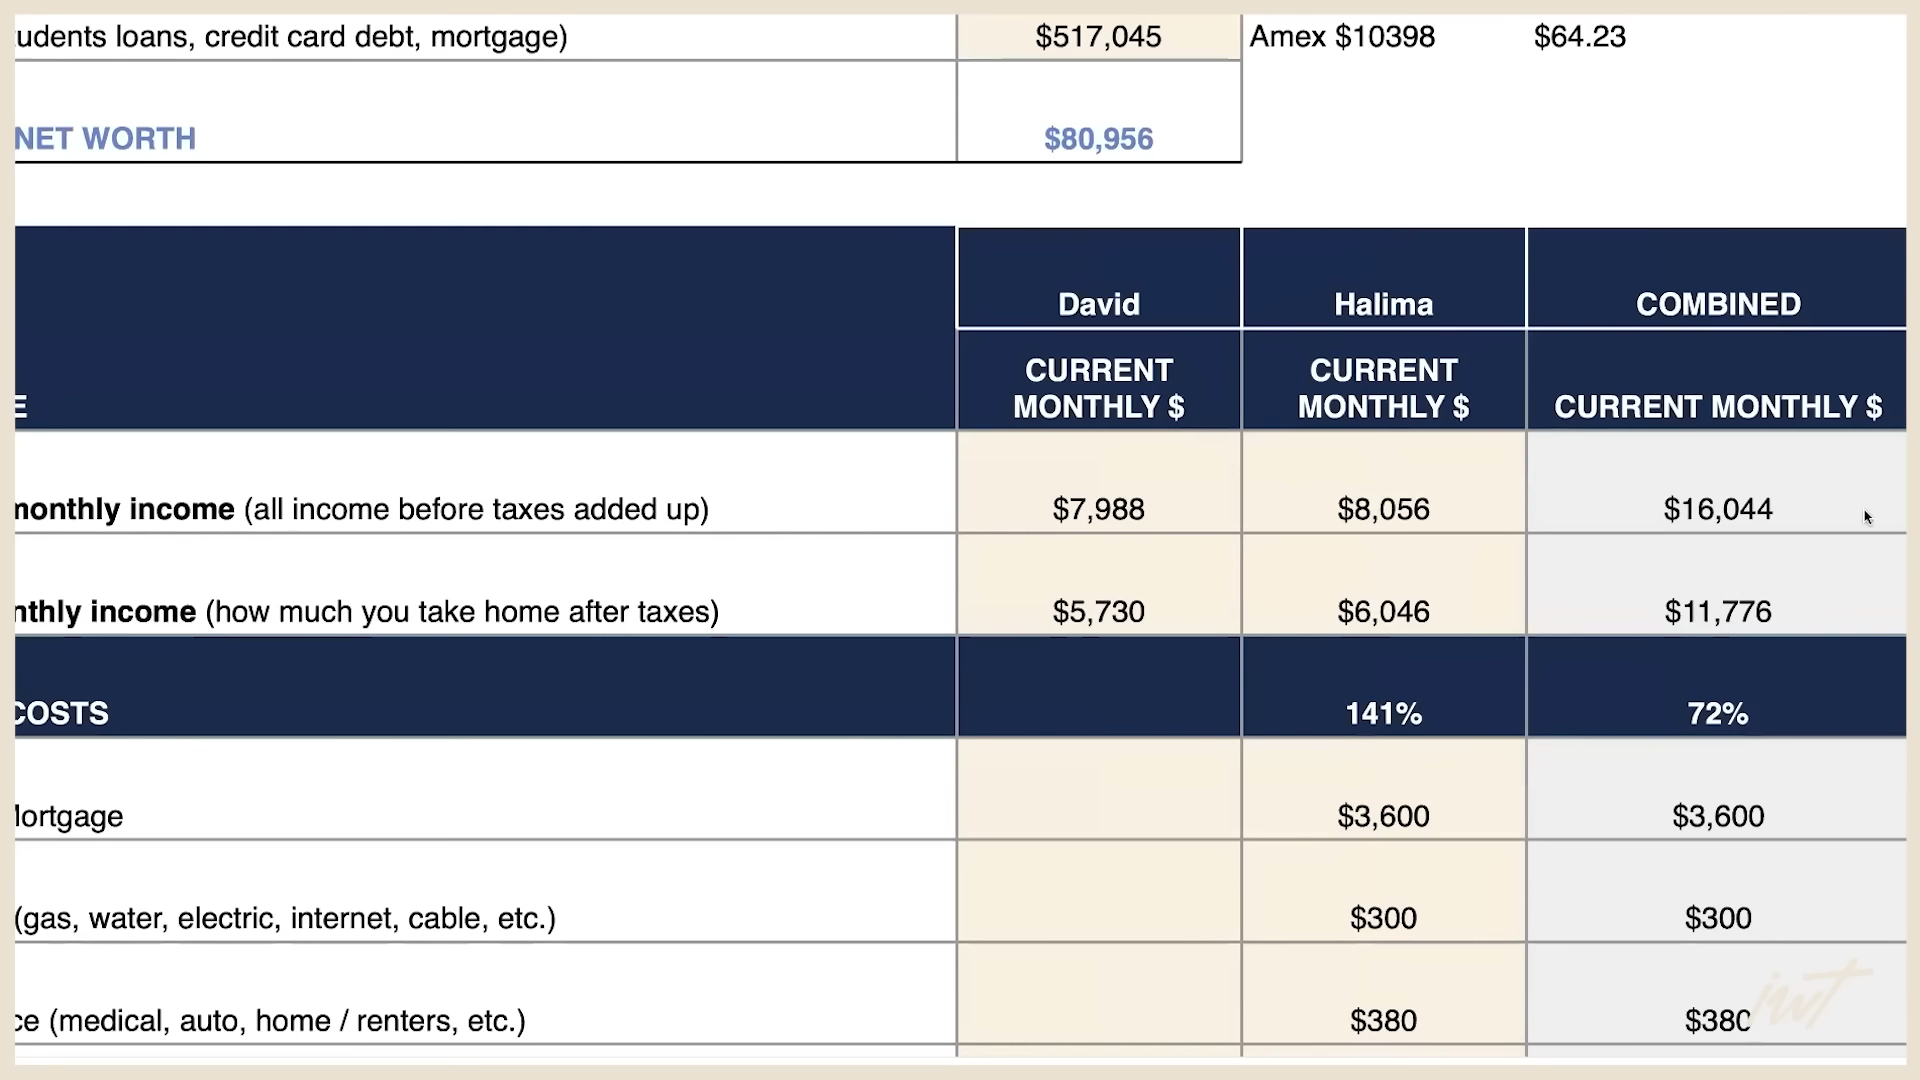 udents loans, credit card debt, mortgage) $517,045 Amex $10398 $64.23
NET WORTH $80,956
David Halima COMBINED
CURRENT MONTHLY $ CURRENT MONTHLY $ CURRENT MONTHLY $
E
monthly income (all income before taxes added up) $7,988 $8,056 $16,044
nthly income (how much you take home after taxes) $5,730 $6,046 $11,776
COSTS 141% 72%
Mortgage $3,600 $3,600
(gas, water, electric, internet, cable, etc.) $300 $300
ce (medical, auto, home / renters, etc.) $380 $380
iwt